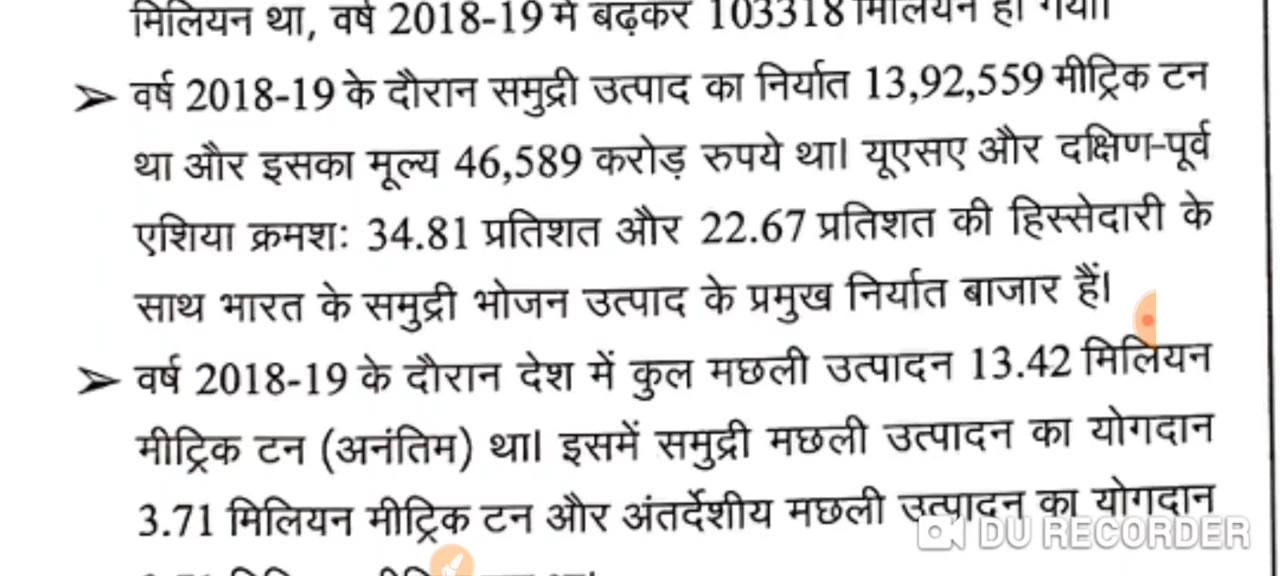 मिलियन था, वर्ष 2018-19 में बढ़कर 103318 मिलियन हो गया।
➢ वर्ष 2018-19 के दौरान समुद्री उत्पाद का निर्यात 13,92,559 मीट्रिक टन
था और इसका मूल्य 46,589 करोड़ रुपये था। यूएसए और दक्षिण-पूर्व
एशिया क्रमशः 34.81 प्रतिशत और 22.67 प्रतिशत की हिस्सेदारी के
साथ भारत के समुद्री भोजन उत्पाद के प्रमुख निर्यात बाजार हैं।
➢ वर्ष 2018-19 के दौरान देश में कुल मछली उत्पादन 13.42 मिलियन
मीट्रिक टन (अनंतिम) था। इसमें समुद्री मछली उत्पादन का योगदान
3.71 मिलियन मीट्रिक टन और अंतर्देशीय मछली उत्पादन का योगदान
DU RECORDER